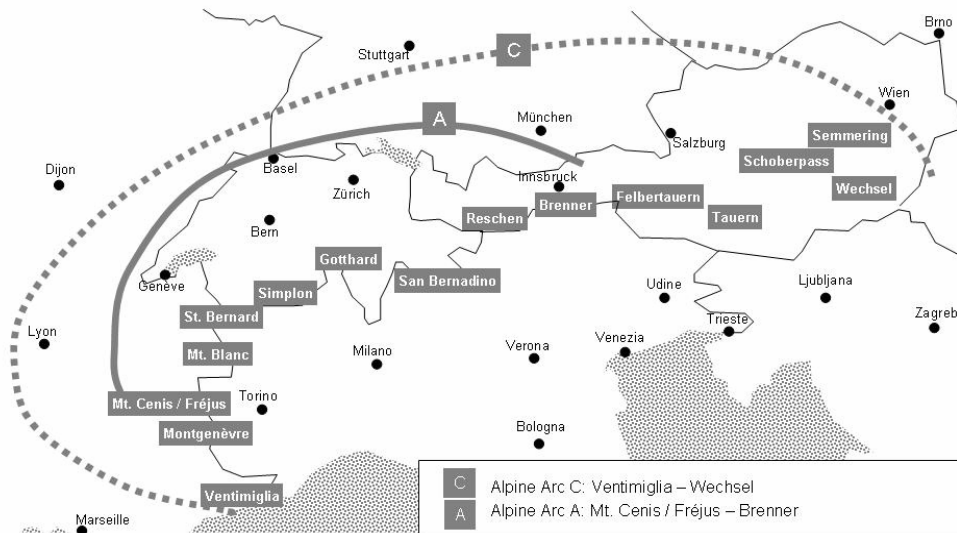 Brno
C
Stuttgart
Wien
A
München
Semmering
Salzburg
Schoberpass
Basel
Dijon
Zürich
Innsbruck
Wechsel
Brenner
Felbertauern
Reschen
Tauern
Bern
Gotthard
San Bernadino
Genève
Simplon
Udine
Ljubljana
St. Bernard
Trieste
Zagreb
Lyon
Mt. Blanc
Milano
Verona
Venezia
Mt. Cenis / Fréjus
Torino
Montgenèvre
Bologna
Ventimiglia
C Alpine Arc C: Ventimiglia – Wechsel
A Alpine Arc A: Mt. Cenis / Fréjus – Brenner
Marseille